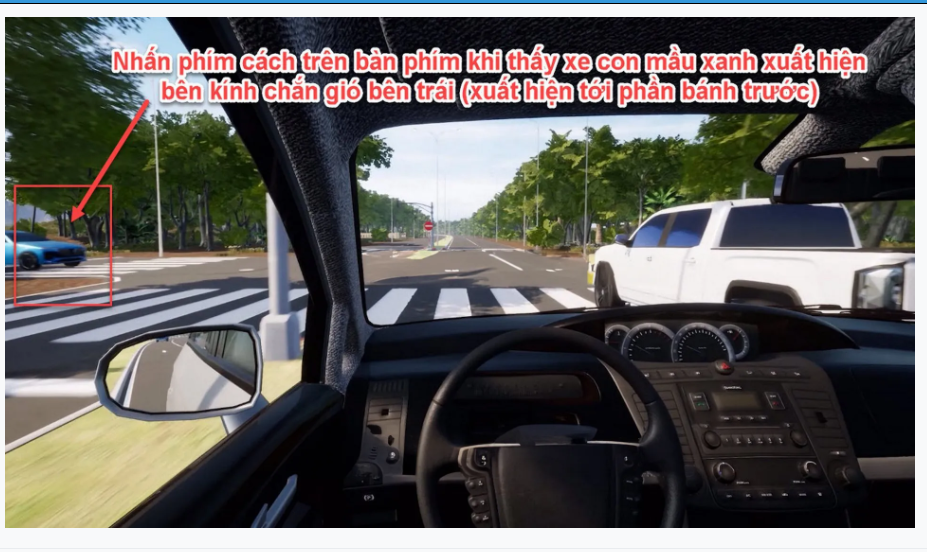 Nhấn phím cách trên bàn phím khi thấy xe con mầu xanh xuất hiện
bên kính chắn gió bên trái (xuất hiện tới phần bánh trước)